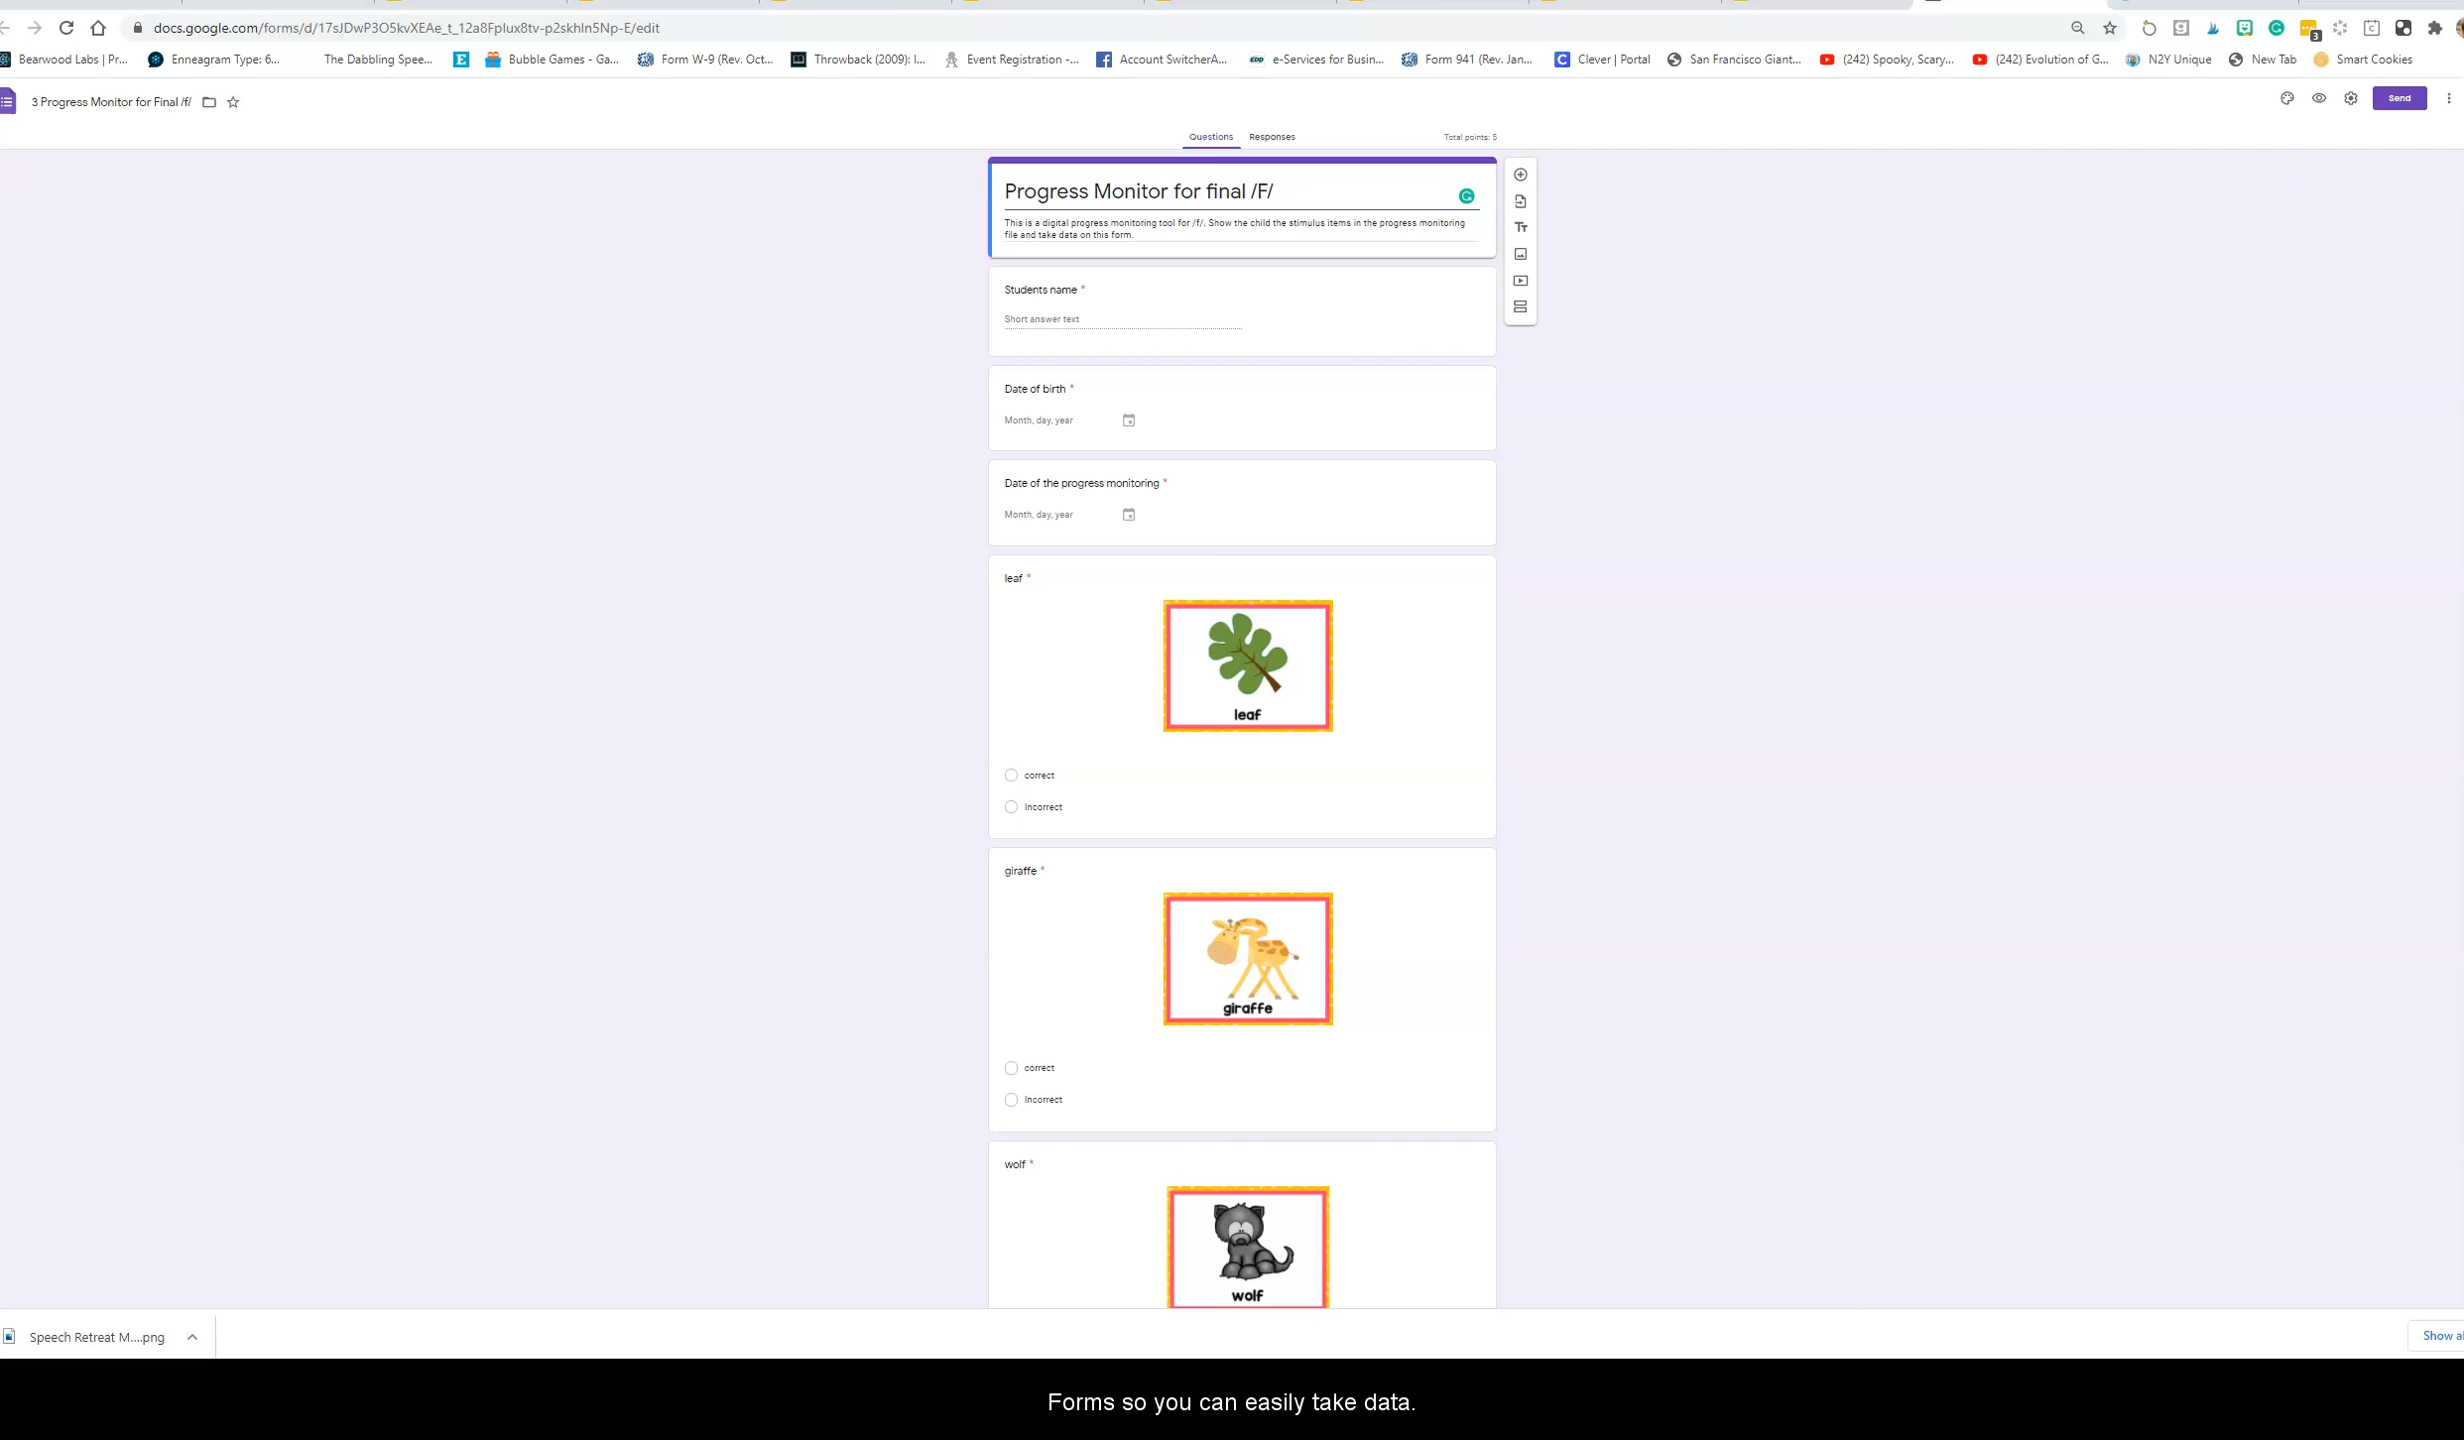 docs.google.com/forms/d/17sJDwP3O5kvXEAe_t_12a8FpIux8tv-p2skhIn5Np-E/edit
3
Bearwood Labs | Pr...
Enneagram Type: 6...
The Dabbling Spee...
E
Bubble Games - Ga...
Form W-9 (Rev. Oct...
Throwback (2009): I...
Event Registration -...
Account SwitcherA...
EDD
e-Services for Busin...
Form 941 (Rev. Jan...
C
Clever | Portal
San Francisco Giant...
(242) Spooky, Scary...
(242) Evolution of G...
N2Y Unique
New Tab
Smart Cookies
3 Progress Monitor for Final /f/
Send
Questions
Responses
Total points: 5
Progress Monitor for final /F/
This is a digital progress monitoring tool for /f/. Show the child the stimulus items in the progress monitoring
file and take data on this form.
Students name *
Short answer text
Date of birth *
Month, day, year
Date of the progress monitoring *
Month, day, year
leaf *
leaf
correct
Incorrect
giraffe *
giraffe
correct
Incorrect
wolf *
wolf
Speech Retreat M....png
Show al
Forms so you can easily take data.